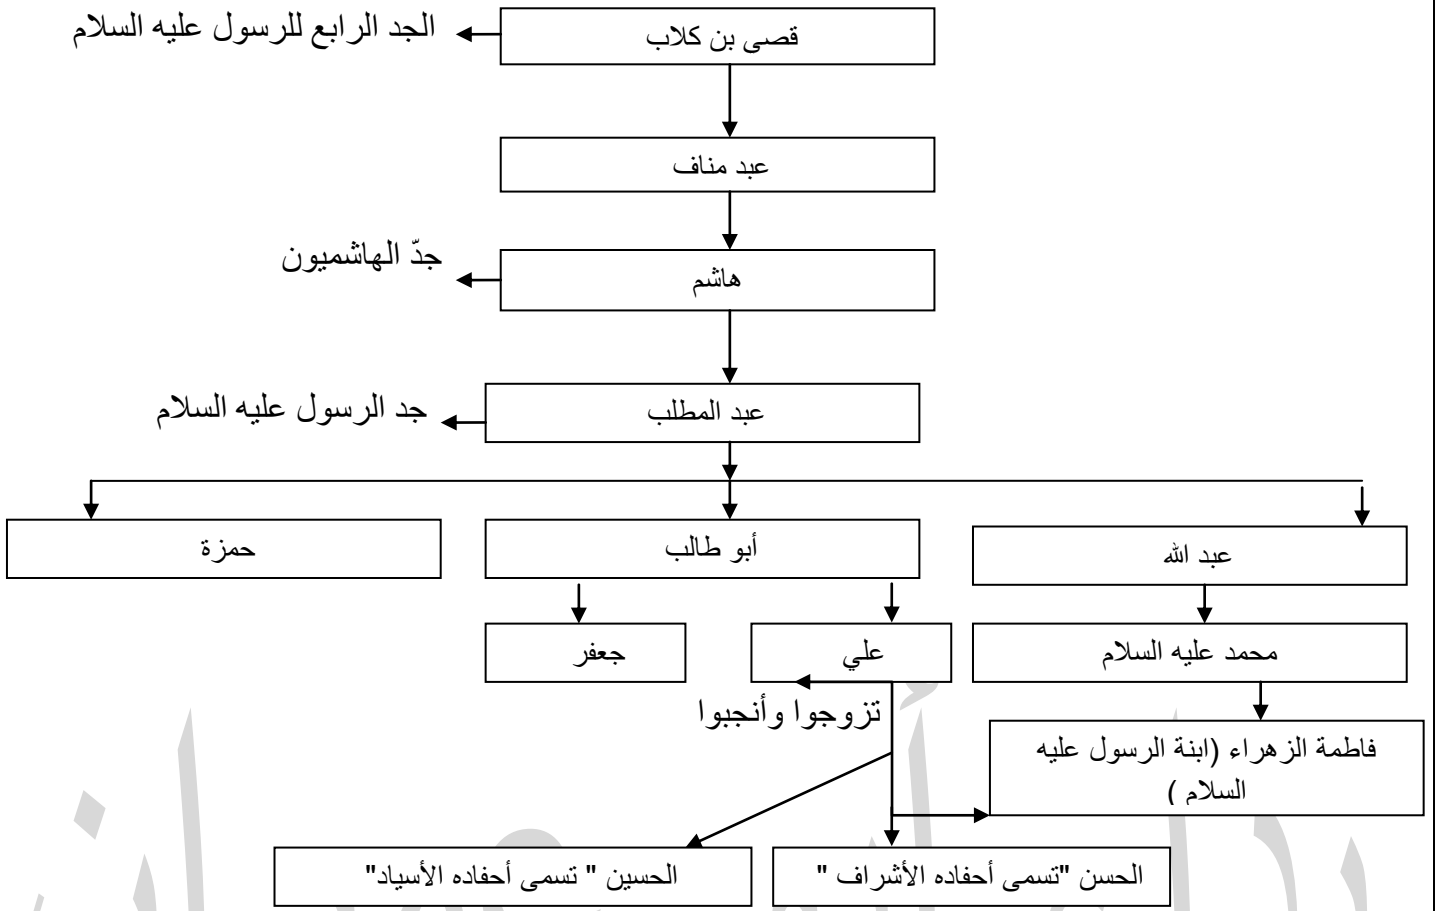 قصى بن كلاب
الجد الرابع للرسول عليه السلام
عبد مناف
هاشم
جدّ الهاشميون
عبد المطلب
جد الرسول عليه السلام
عبد الله
أبو طالب
حمزة
محمد عليه السلام
علي
جعفر
تزوجوا وأنجبوا
فاطمة الزهراء (ابنة الرسول عليه
السلام )
الحسن "تسمى أحفاده الأشراف "
الحسين " تسمى أحفاده الأسياد"